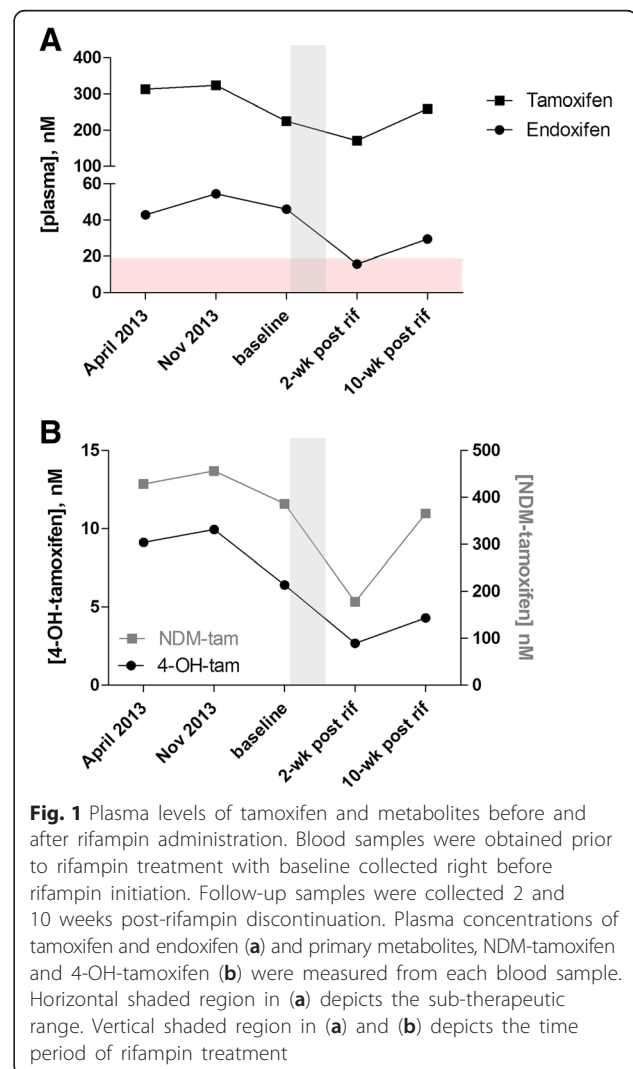 A
400
300
200
100
60
40
20
0
[plasma], nM
Tamoxifen
Endoxifen
April 2013
Nov 2013
baseline
2-wk post rif
10-wk post rif
B
15
10
5
0
[4-OH-tamoxifen], nM
500
400
300
200
100
0
[NDM-tamoxifen] nM
NDM-tam
4-OH-tam
April 2013
Nov 2013
baseline
2-wk post rif
10-wk post rif
Fig. 1 Plasma levels of tamoxifen and metabolites before and
after rifampin administration. Blood samples were obtained prior
to rifampin treatment with baseline collected right before
rifampin initiation. Follow-up samples were collected 2 and
10 weeks post-rifampin discontinuation. Plasma concentrations of
tamoxifen and endoxifen (a) and primary metabolites, NDM-tamoxifen
and 4-OH-tamoxifen (b) were measured from each blood sample.
Horizontal shaded region in (a) depicts the sub-therapeutic
range. Vertical shaded region in (a) and (b) depicts the time
period of rifampin treatment